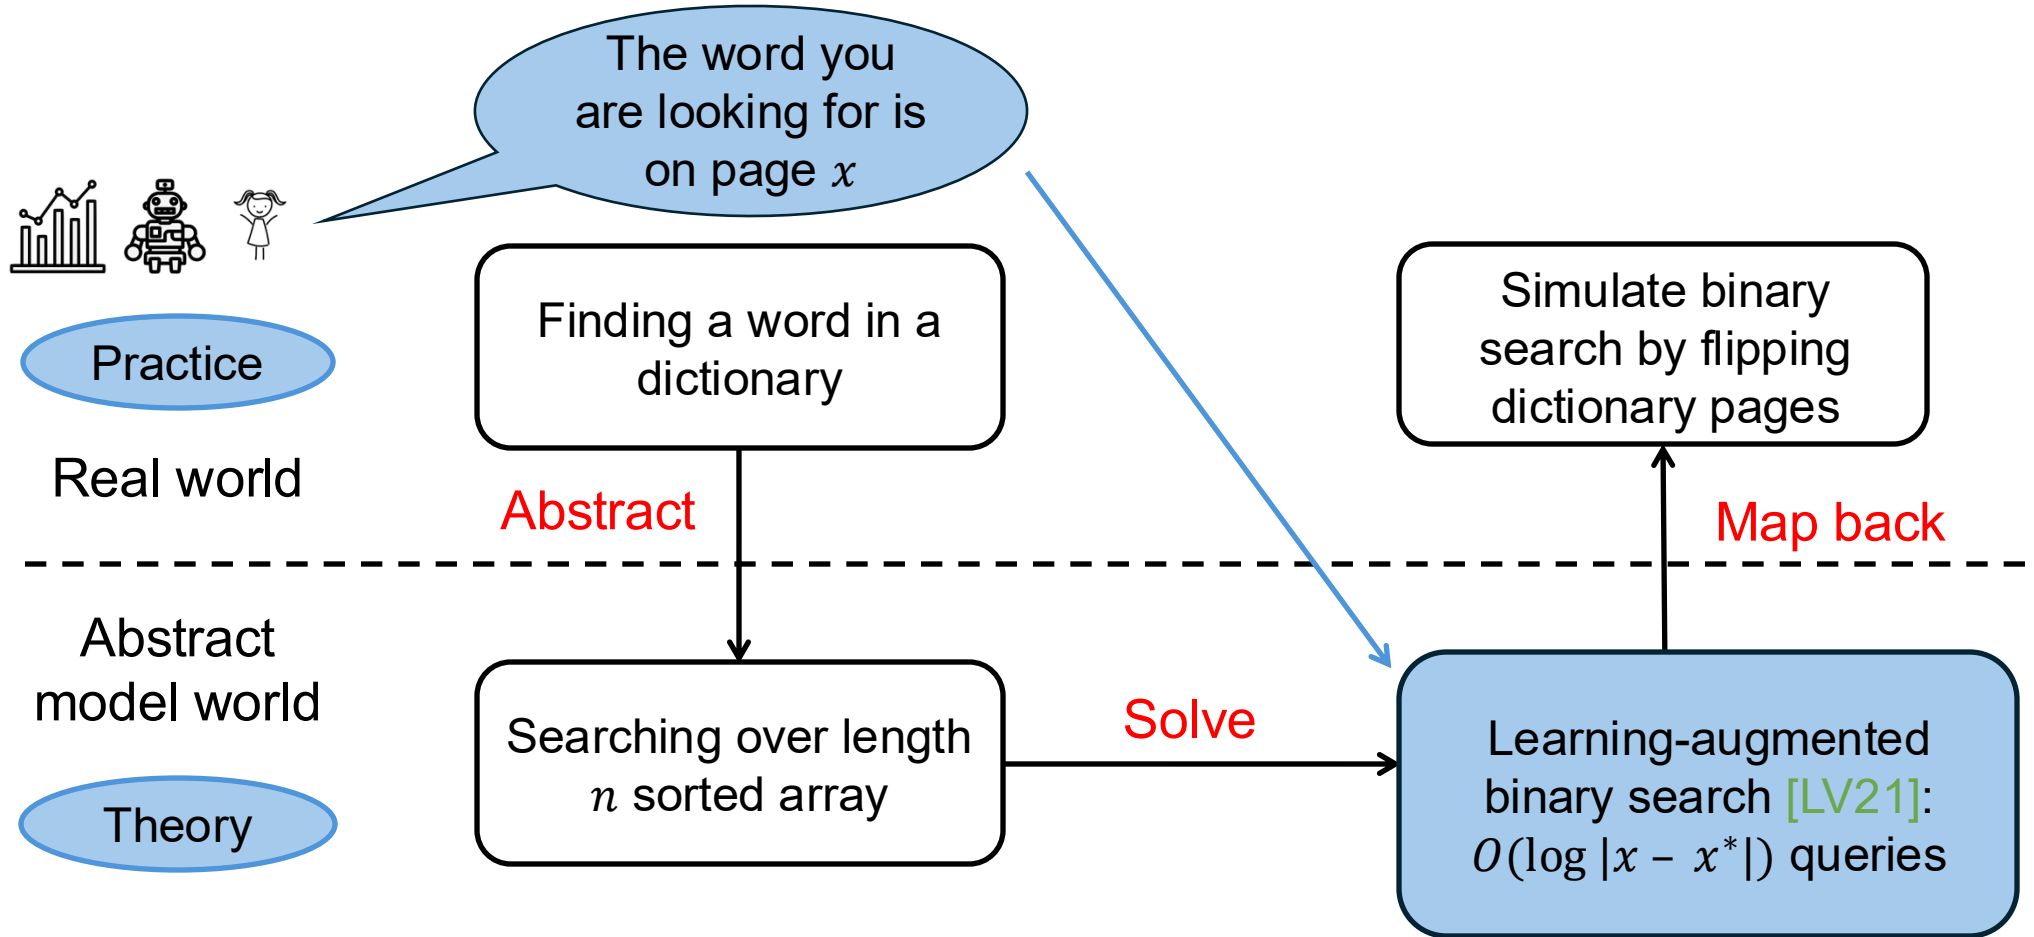 The word you
are looking for is
on page x
Practice
Real world
Finding a word in a
dictionary
Simulate binary
search by flipping
dictionary pages
Abstract
Map back
Abstract
model world
Theory
Searching over length
n sorted array
Solve
Learning-augmented
binary search [LV21]:
O(log |x − x*|) queries